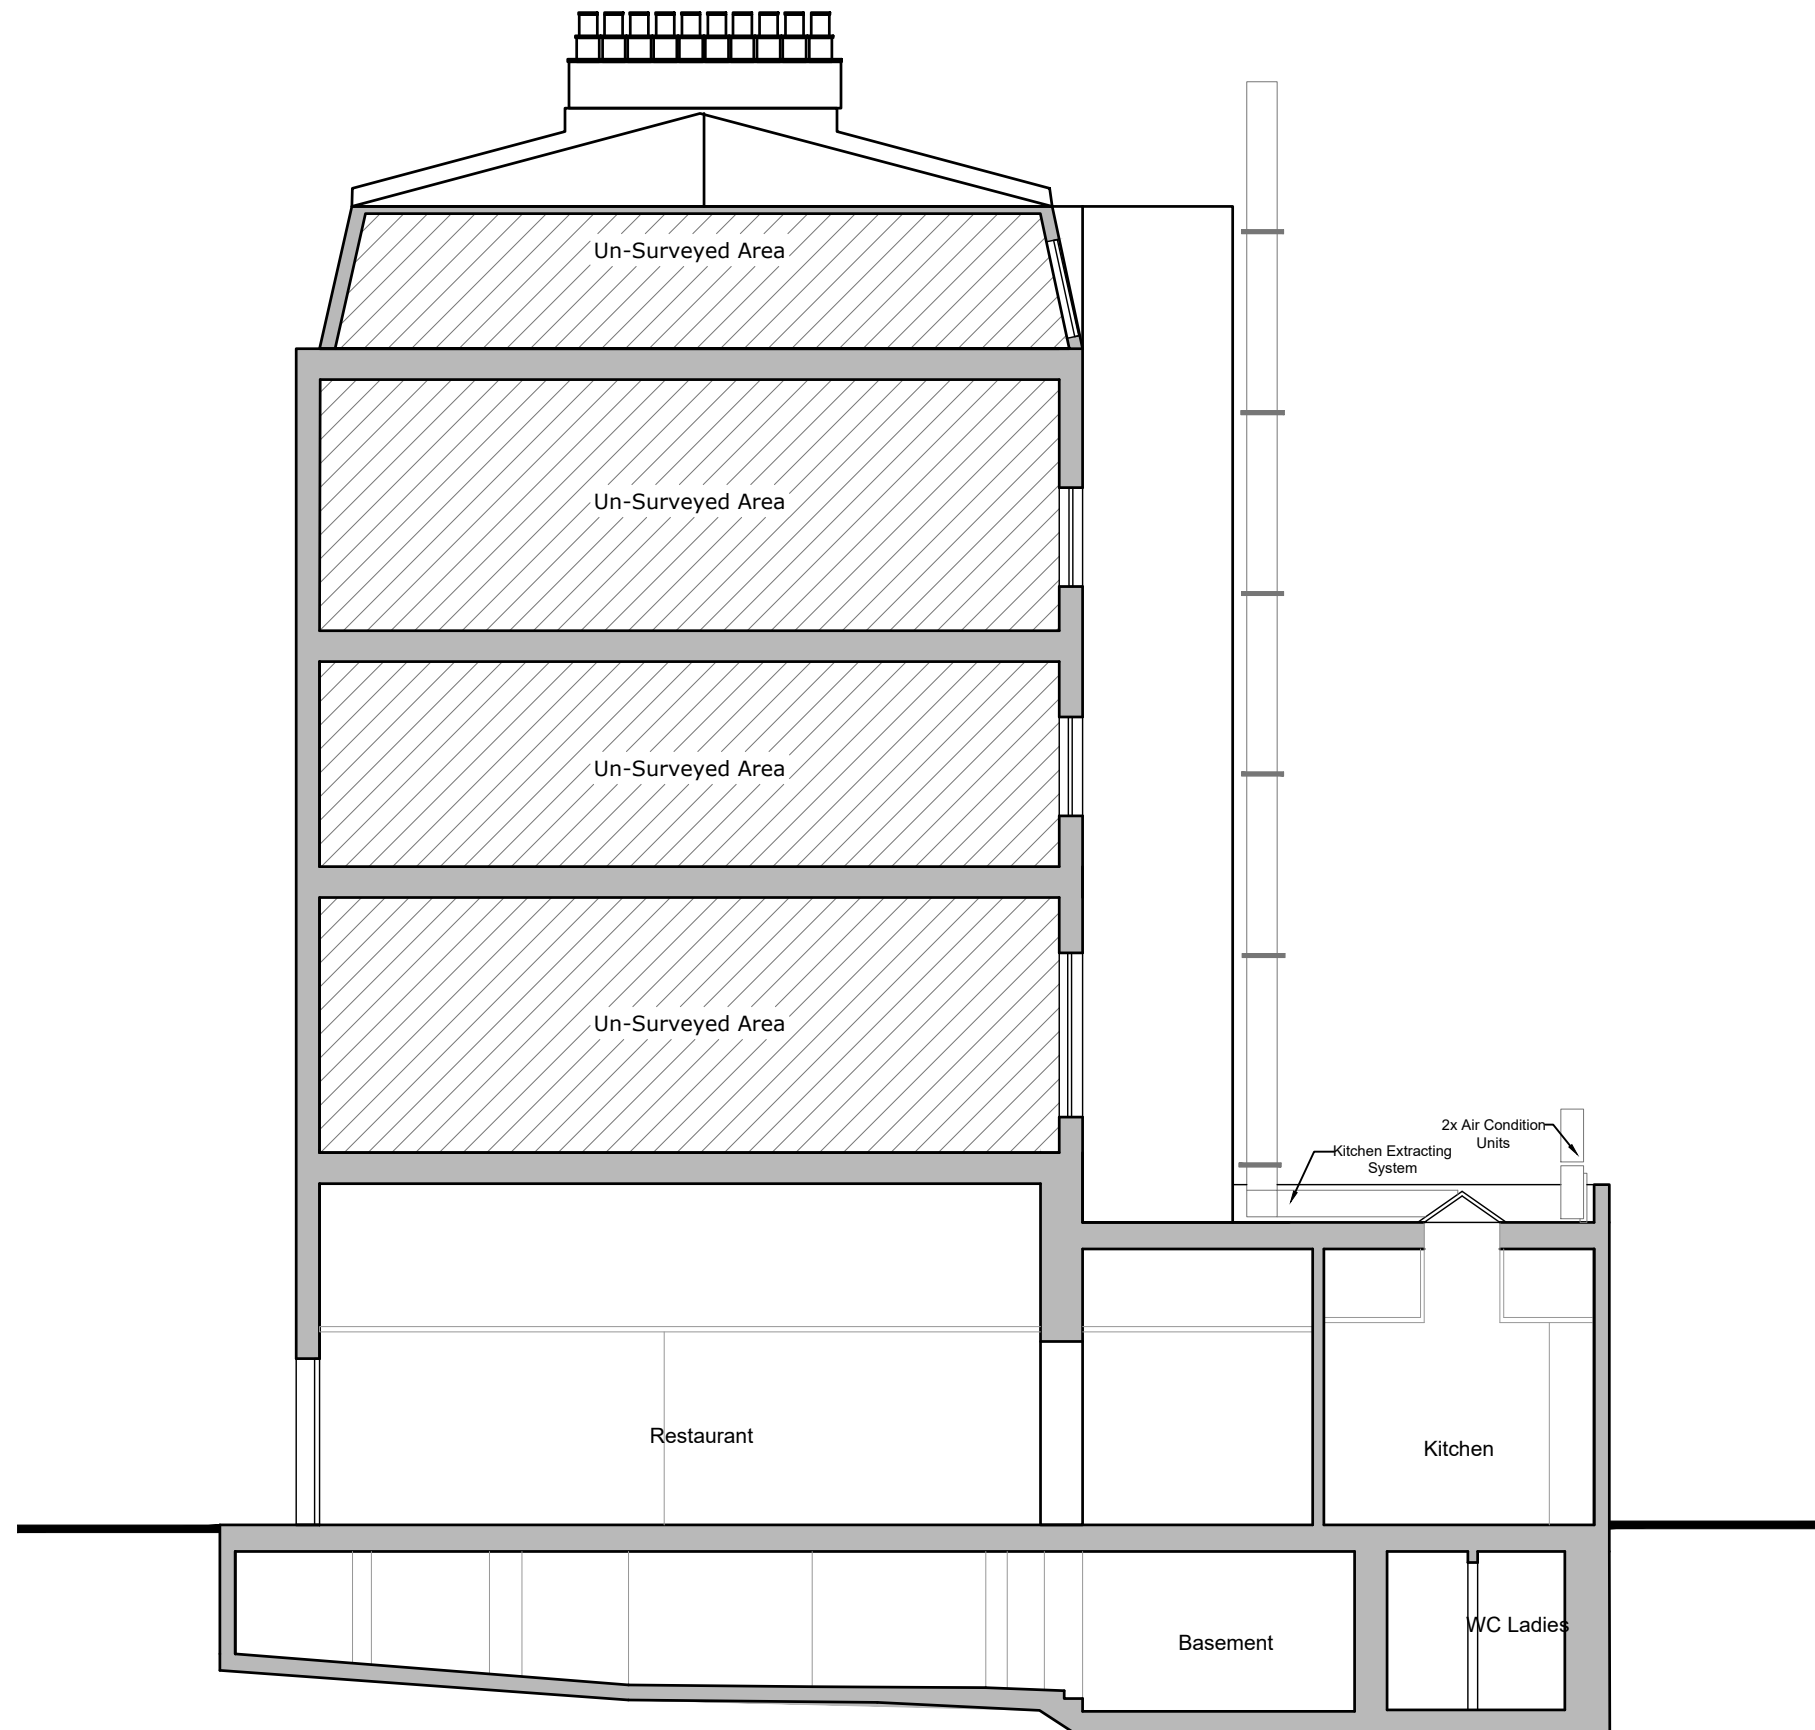 Un-Surveyed Area
Un-Surveyed Area
Un-Surveyed Area
Un-Surveyed Area
2x Air Condition
Units
Kitchen Extracting
System
Restaurant
Kitchen
Basement
WC Ladies